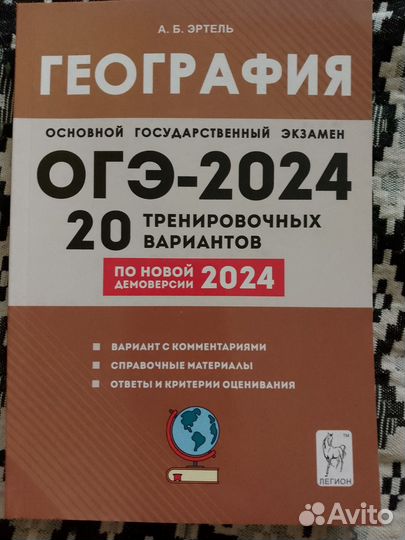 А. Б. ЭРТЕЛЬ
ГЕОГРАФИЯ
ОСНОВНОЙ ГОСУДАРСТВЕННЫЙ ЭКЗАМЕН
ОГЭ-2024
20 ТРЕНИРОВОЧНЫХ
ВАРИАНТОВ
ПО НОВОЙ
ДЕМОВЕРСИИ 2024
ВАРИАНТ С КОММЕНТАРИЯМИ
СПРАВОЧНЫЕ МАТЕРИАЛЫ
ОТВЕТЫ И КРИТЕРИИ ОЦЕНИВАНИЯ
TM
ЛЕГИОН
Avito